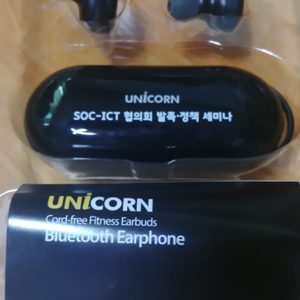 UNICORN
SOC-ICT 협의회 발족·정책 세미나
UNICORN
Cord-free Fitness Earbuds
Bluetooth Earphone